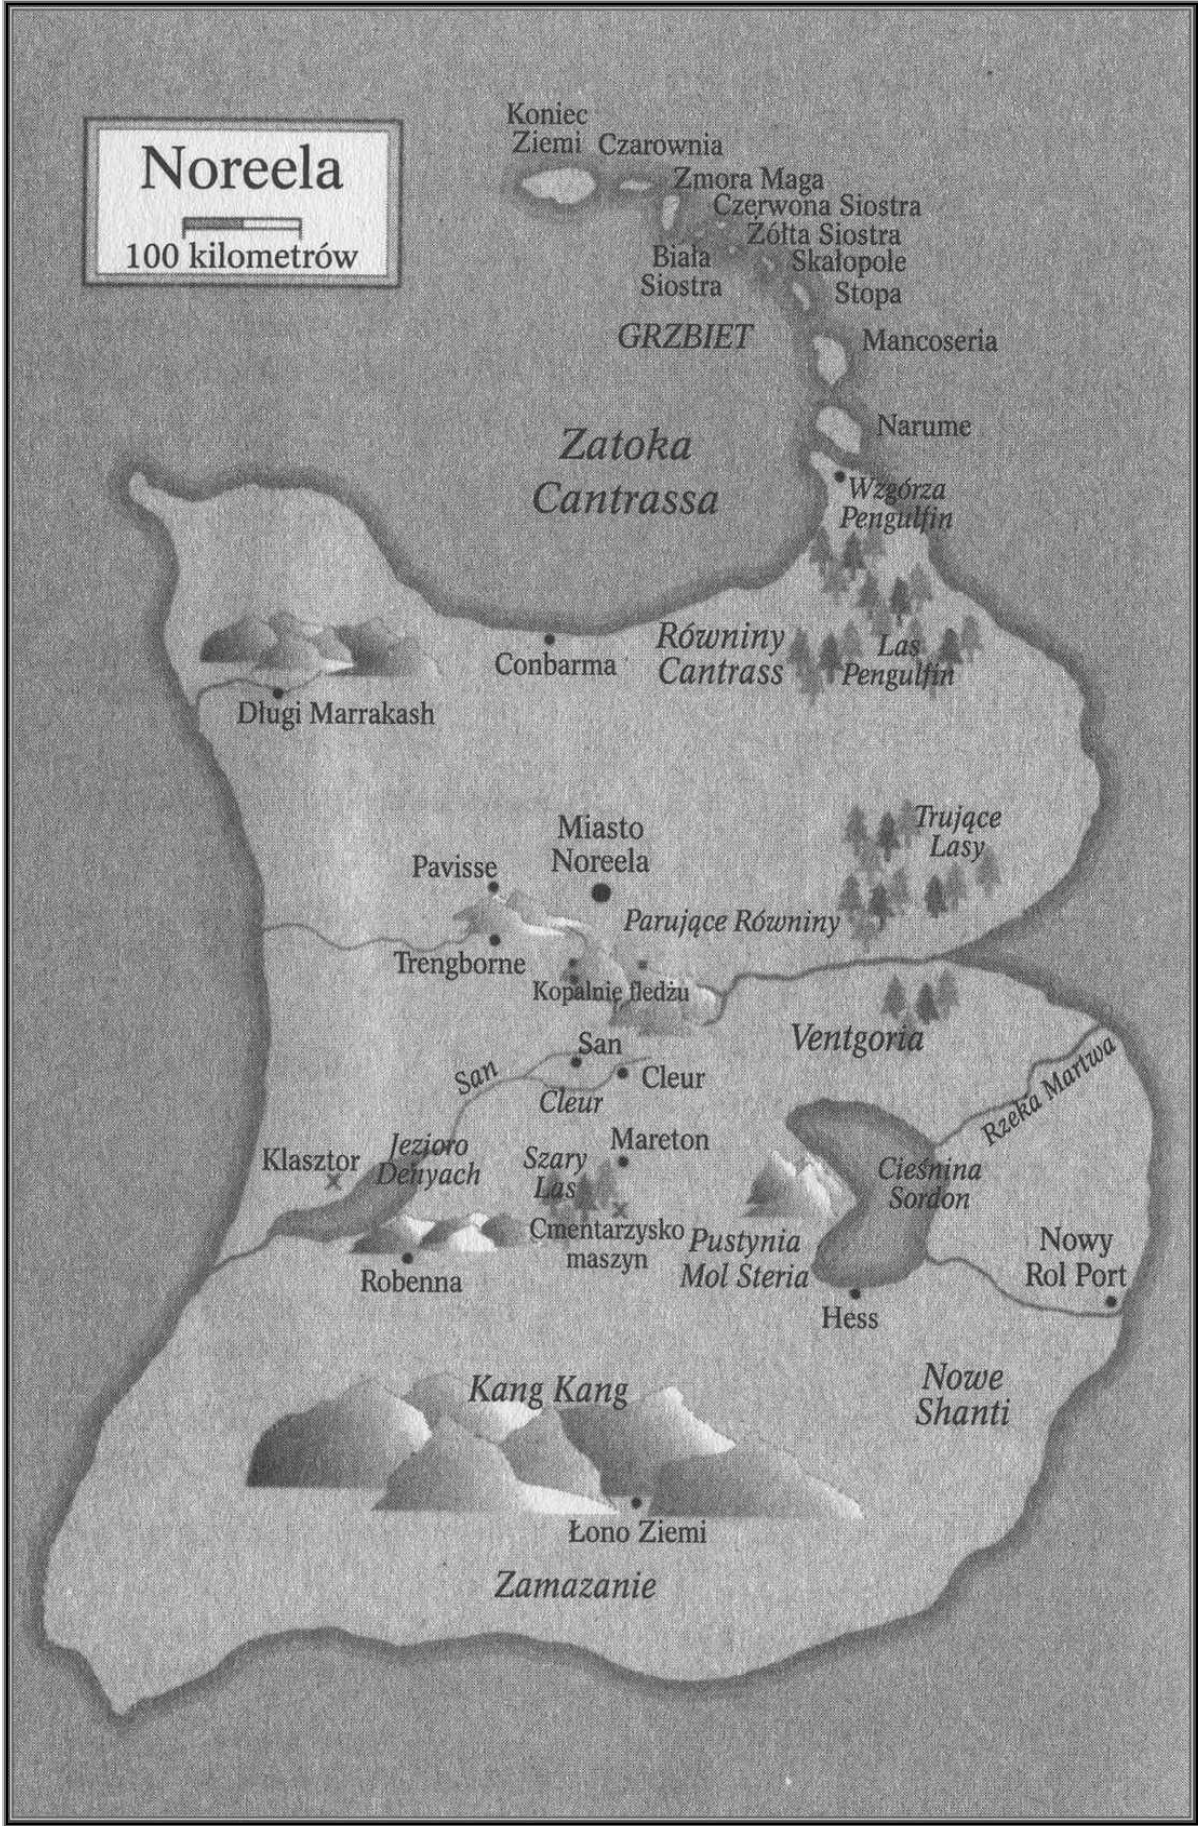 Noreela
100 kilometrów
Koniec
Ziemi
Czarownia
Zmora Maga
Czerwona Siostra
Żółta Siostra
Biała
Siostra
Skałopole
Stopa
GRZBIET
Mancoseria
Narume
Zatoka
Cantrassa
Wzgórza
Pengulfin
Równiny
Cantrass
Las
Pengulfin
Conbarma
Długi Marrakash
Trujące
Lasy
Miasto
Noreela
Pavisse
Parujące Równiny
Trengborne
Kopalnie fledżu
Ventgoria
San
San
Cleur
Cleur
Rzeka Martwa
Mareton
Jezioro
Denyach
Klasztor
Szary
Las
Cieśnina
Sordon
Cmentarzysko
maszyn
Pustynia
Mol Steria
Nowy
Rol Port
Robenna
Hess
Nowe
Shanti
Kang Kang
Łono Ziemi
Zamazanie